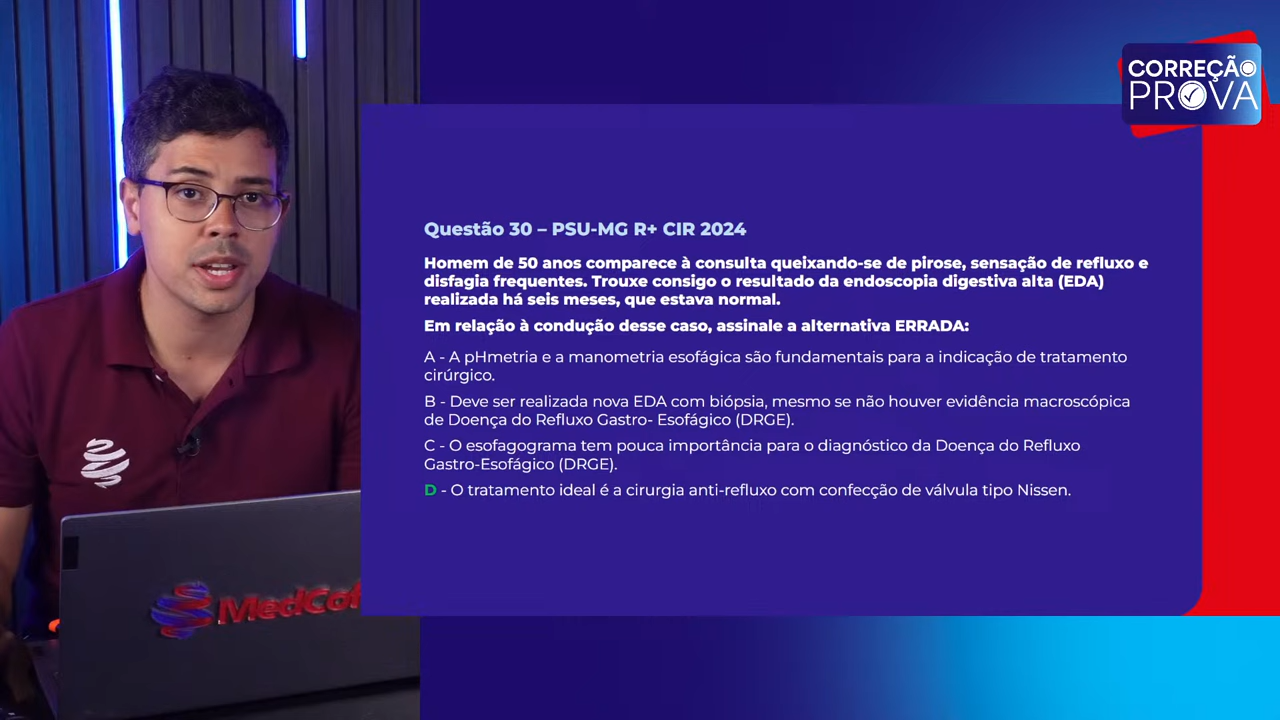 CORREÇÃO
PROVA
Questão 30 – PSU-MG R+ CIR 2024
Homem de 50 anos comparece à consulta queixando-se de pirose, sensação de refluxo e
disfagia frequentes. Trouxe consigo o resultado da endoscopia digestiva alta (EDA)
realizada há seis meses, que estava normal.
Em relação à condução desse caso, assinale a alternativa ERRADA:
A - A pHmetria e a manometria esofágica são fundamentais para a indicação de tratamento
cirúrgico.
B - Deve ser realizada nova EDA com biópsia, mesmo se não houver evidência macroscópica
de Doença do Refluxo Gastro- Esofágico (DRGE).
C - O esofagograma tem pouca importância para o diagnóstico da Doença do Refluxo
Gastro-Esofágico (DRGE).
D - O tratamento ideal é a cirurgia anti-refluxo com confecção de válvula tipo Nissen.
MedCof